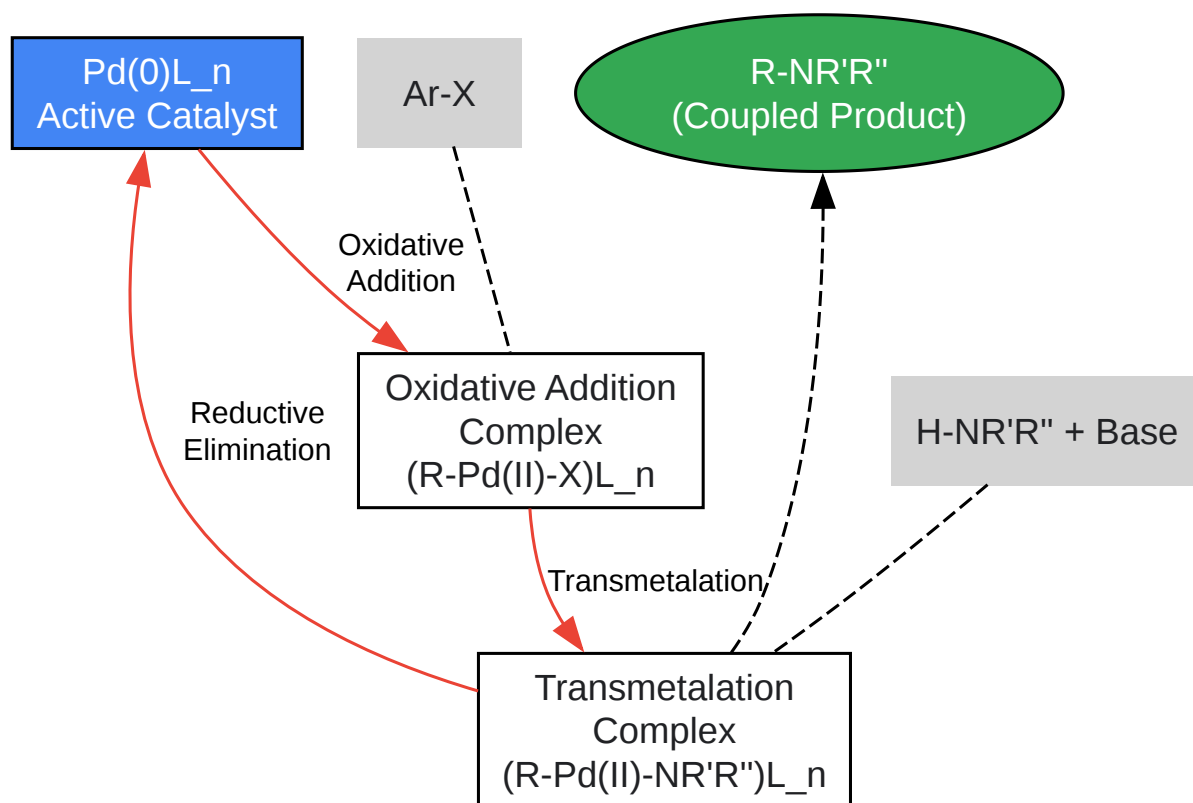 Pd(0)L_n
Active Catalyst
Ar-X
R-NR'R"
(Coupled Product)
Oxidative
Addition
Oxidative Addition
Complex
(R-Pd(II)-X)L_n
Reductive
Elimination
H-NR'R" + Base
Transmetalation
Transmetalation
Complex
(R-Pd(II)-NR'R")L_n